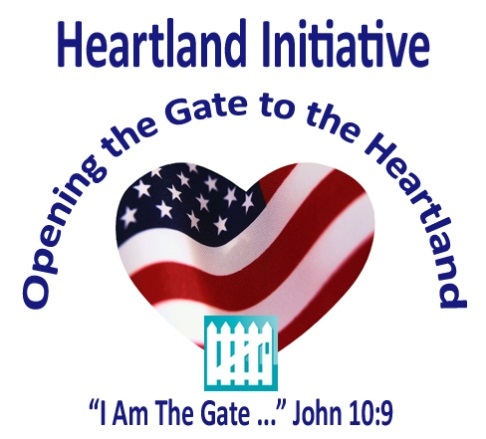 Heartland Initiative
Opening the Gate to the Heartland
“I Am The Gate ...” John 10:9